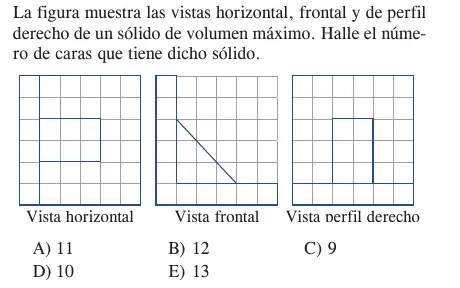 La figura muestra las vistas horizontal, frontal y de perfil
derecho de un sólido de volumen máximo. Halle el núme-
ro de caras que tiene dicho sólido.
Vista horizontal Vista frontal Vista perfil derecho
A) 11 B) 12 C) 9
D) 10 E) 13